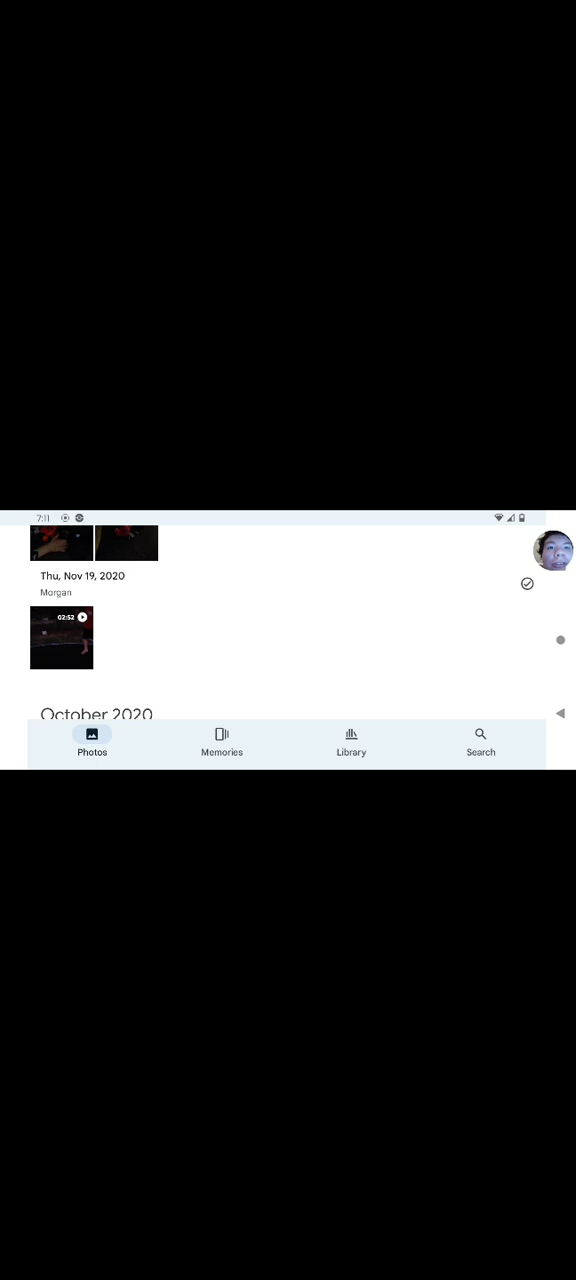 7:11
Thu, Nov 19, 2020
Morgan
02:52
October 2020
Photos
Memories
Library
Search